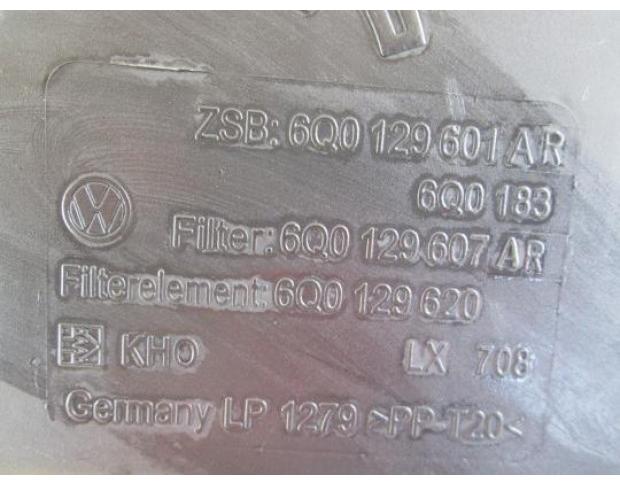 ZSB: 6Q0 129 601 AR
6Q0 183
Filter: 6Q0 129 607 AR
Filterelement: 6Q0 129 620
KHO LX 708
Germany LP 1279 >PP-T20<